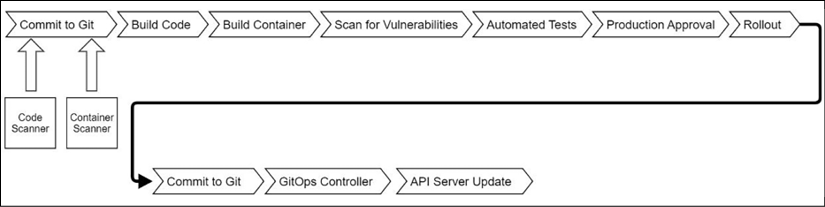 Commit to Git
Build Code
Build Container
Scan for Vulnerabilities
Automated Tests
Production Approval
Rollout
Code
Scanner
Container
Scanner
Commit to Git
GitOps Controller
API Server Update